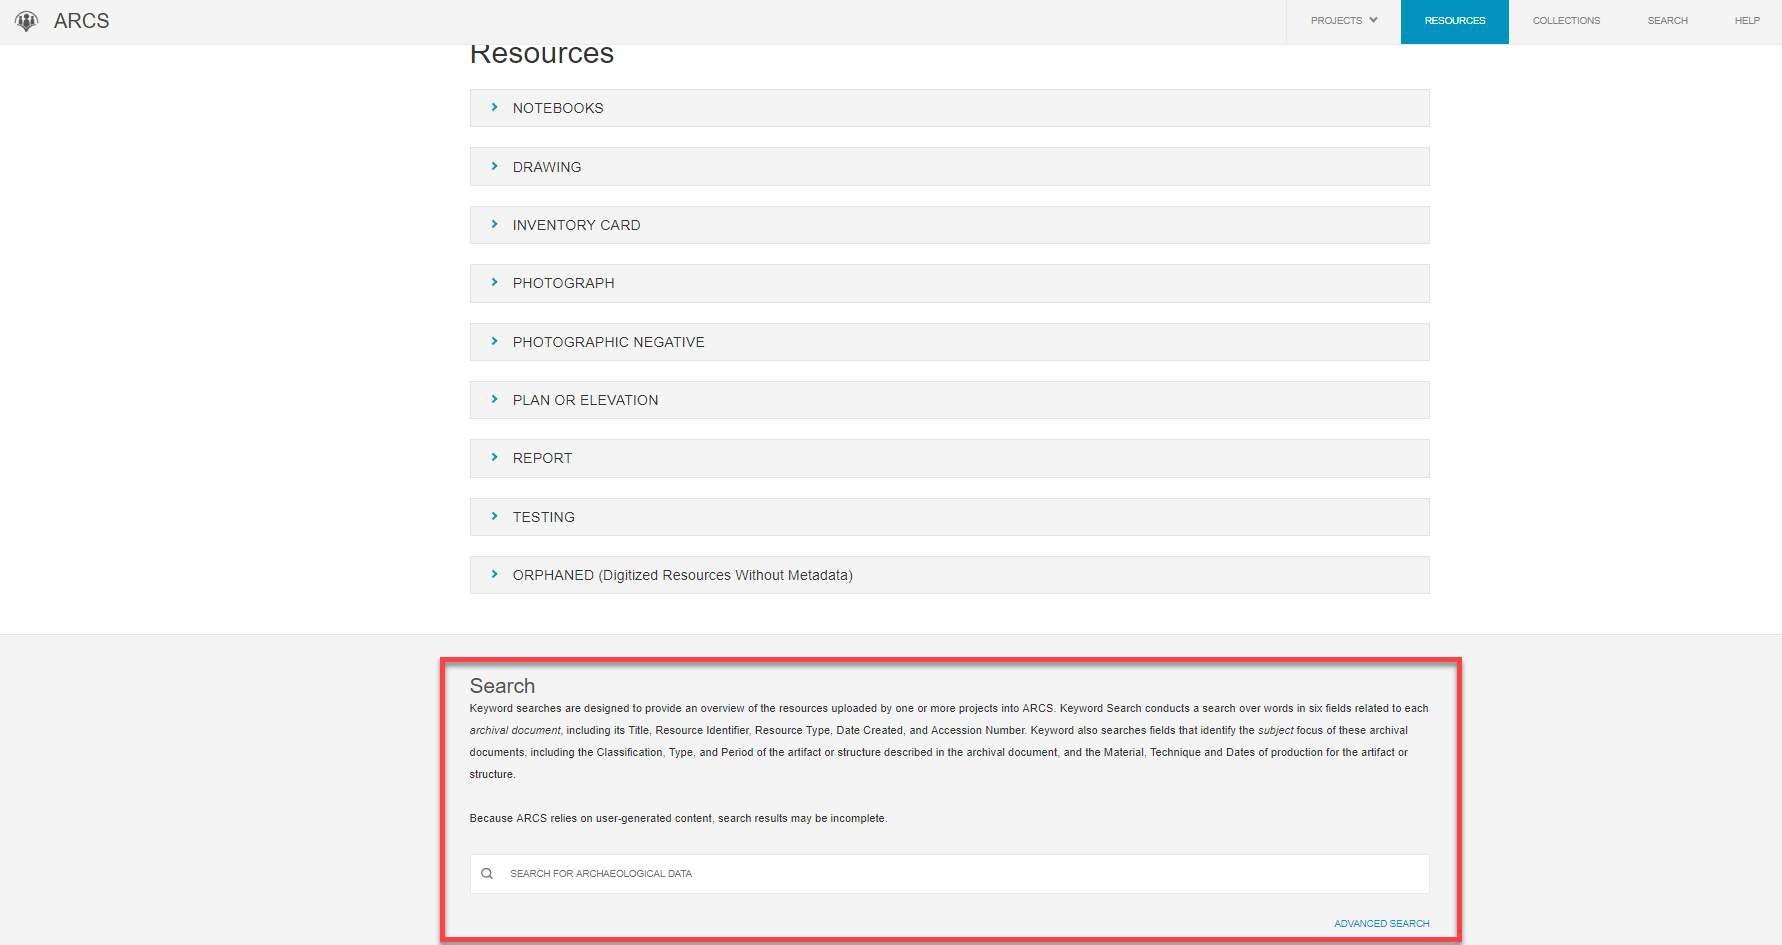 ARCS
PROJECTS
RESOURCES
COLLECTIONS
SEARCH
HELP
Resources
NOTEBOOKS
DRAWING
INVENTORY CARD
PHOTOGRAPH
PHOTOGRAPHIC NEGATIVE
PLAN OR ELEVATION
REPORT
TESTING
ORPHANED (Digitized Resources Without Metadata)
Search
Keyword searches are designed to provide an overview of the resources uploaded by one or more projects into ARCS. Keyword Search conducts a search over words in six fields related to each
archival document, including its Title, Resource Identifier, Resource Type, Date Created, and Accession Number. Keyword also searches fields that identify the subject focus of these archival
documents, including the Classification, Type, and Period of the artifact or structure described in the archival document, and the Material, Technique and Dates of production for the artifact or
structure.
Because ARCS relies on user-generated content, search results may be incomplete.
SEARCH FOR ARCHAEOLOGICAL DATA
ADVANCED SEARCH